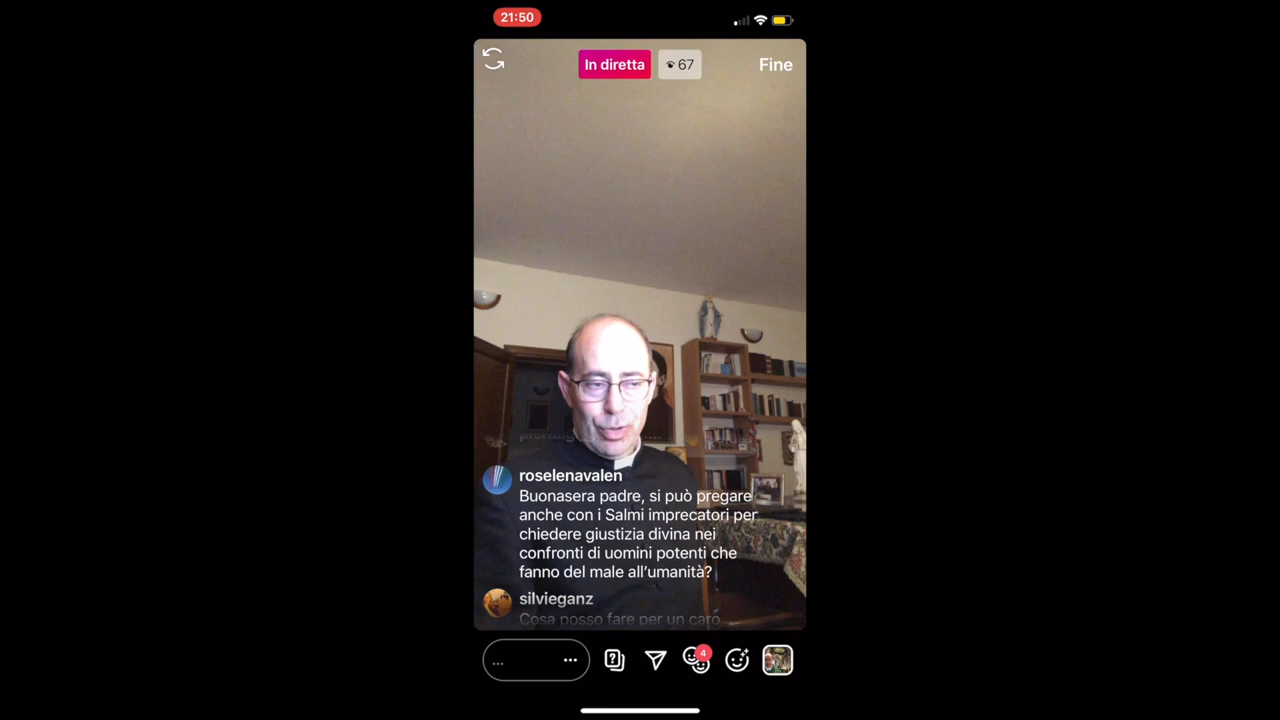 21:50
In diretta
67
Fine
roselenavalen
Buonasera padre, si può pregare
anche con i Salmi imprecatori per
chiedere giustizia divina nei
confronti di uomini potenti che
fanno del male all'umanità?
silvieganz
Cosa posso fare per un caro
...
4